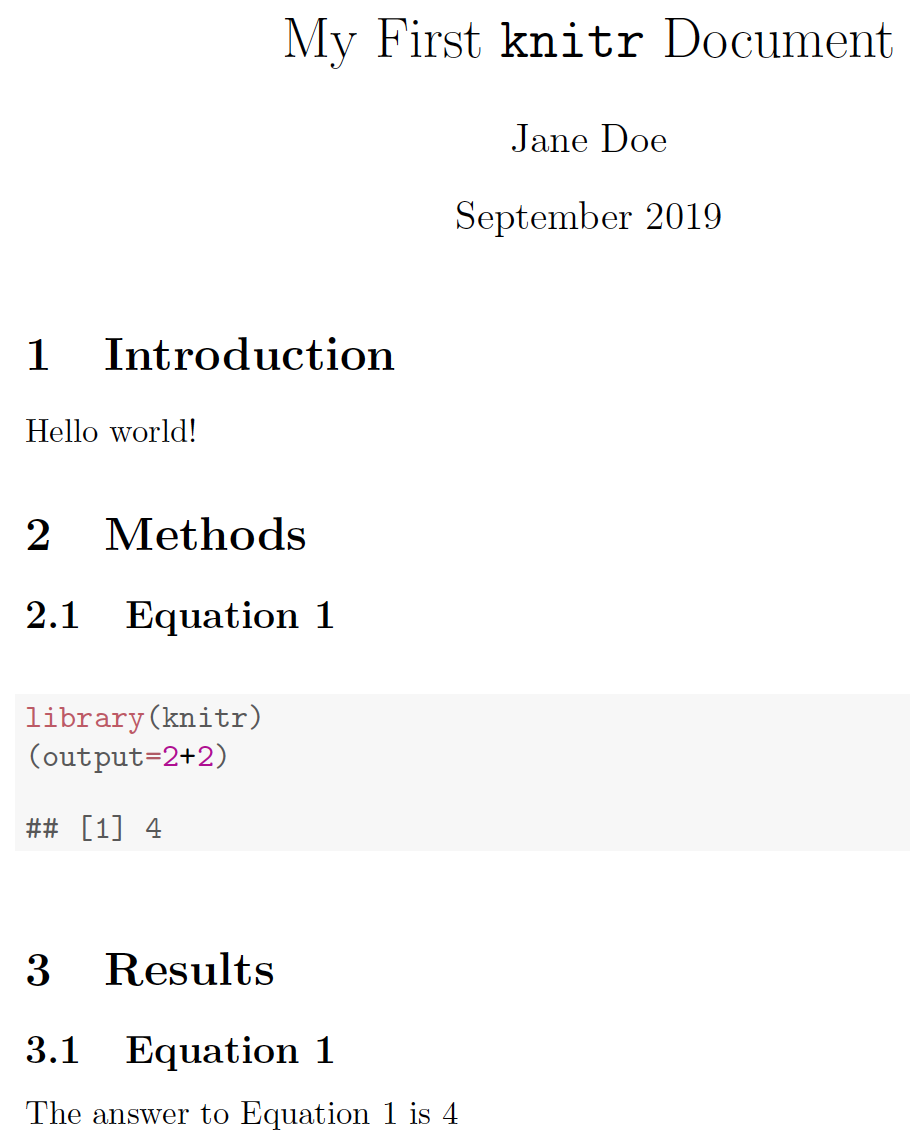 My First knitr Document
Jane Doe
September 2019
1 Introduction
Hello world!
2 Methods
2.1 Equation 1
library(knitr)
(output=2+2)
## [1] 4
3 Results
3.1 Equation 1
The answer to Equation 1 is 4